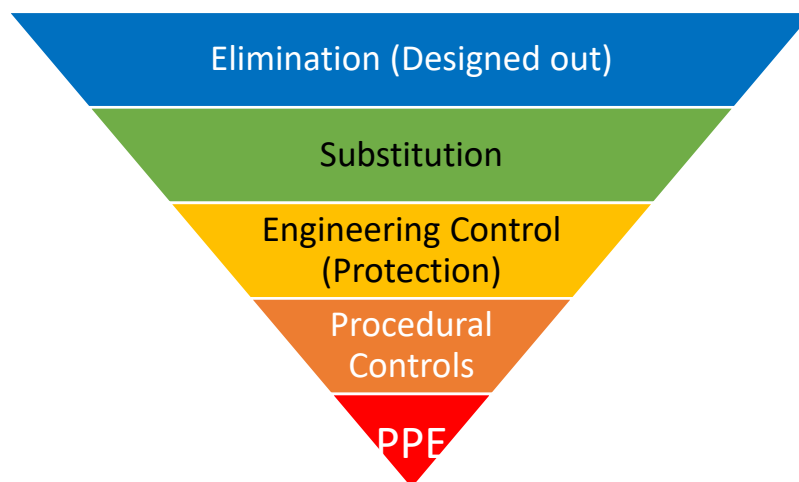 Elimination (Designed out)
Substitution
Engineering Control
(Protection)
Procedural
Controls
PPE